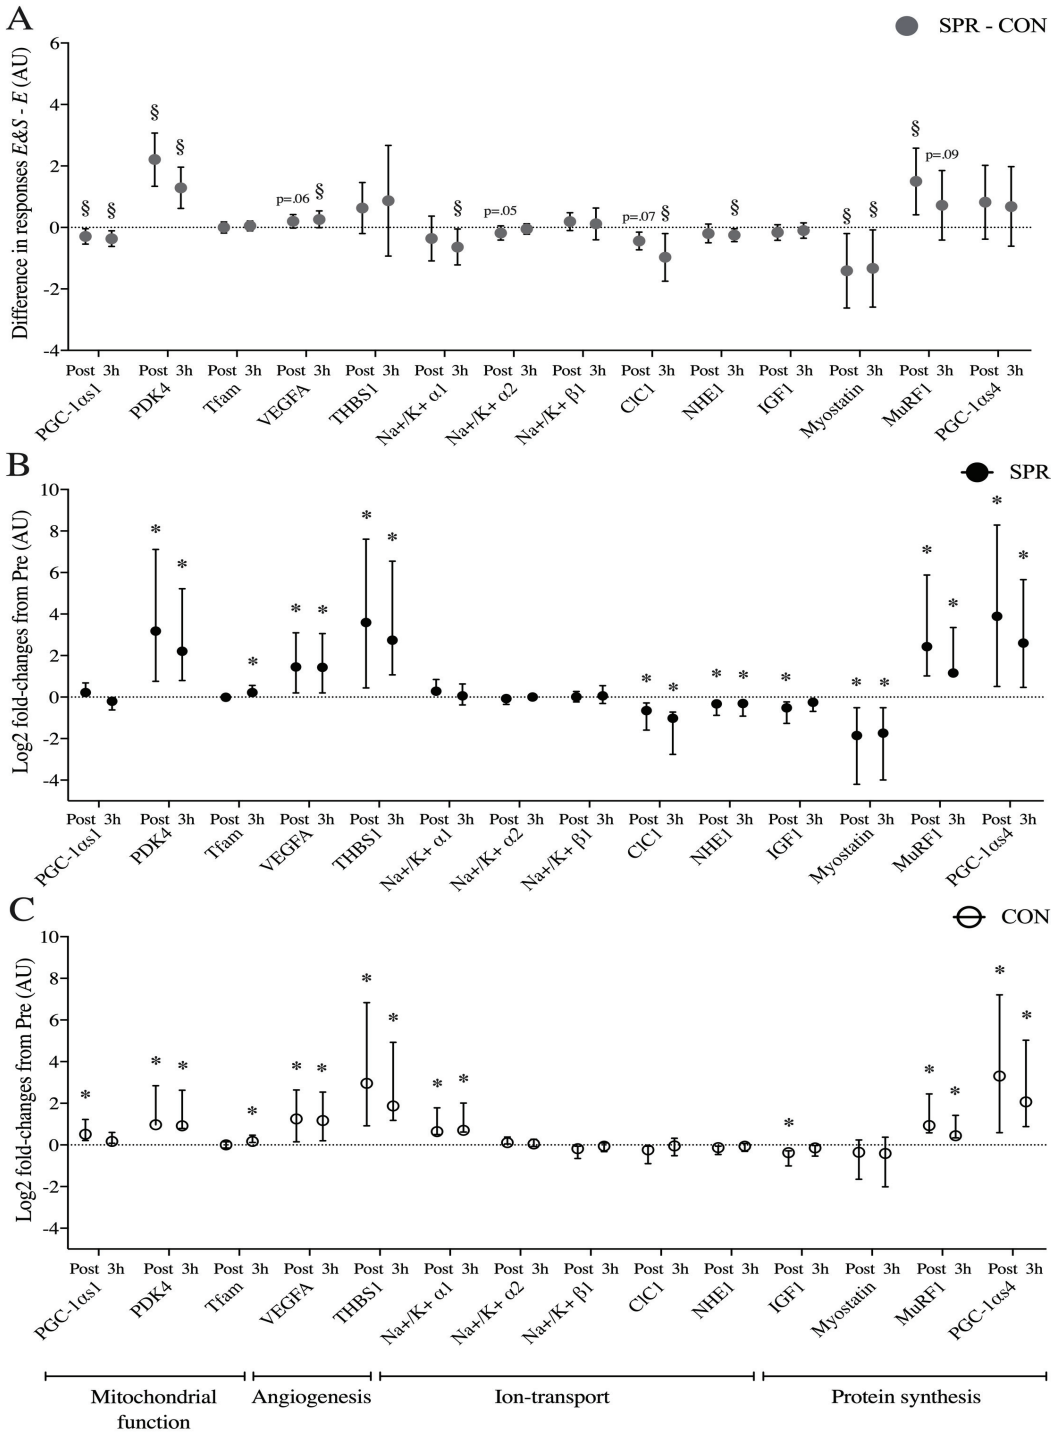 A
SPR - CON
Difference in responses E&S - E (AU)
6
4
2
0
-2
-4
§ § § § p=.06 § § p=.05 p=.07 § § § § § p=.09
Post 3h Post 3h Post 3h Post 3h Post 3h Post 3h Post 3h Post 3h Post 3h Post 3h Post 3h Post 3h Post 3h Post 3h
PGC-1αs1 PDK4 Tfam VEGFA THBS1 Na+/K+ α1 Na+/K+ α2 Na+/K+ β1 ClC1 NHE1 IGF1 Myostatin MuRF1 PGC-1αs4
B
SPR
Log2 fold-changes from Pre (AU)
10
8
6
4
2
0
-2
-4
* * * * * * * * * * * * * * * * * *
Post 3h Post 3h Post 3h Post 3h Post 3h Post 3h Post 3h Post 3h Post 3h Post 3h Post 3h Post 3h Post 3h Post 3h
PGC-1αs1 PDK4 Tfam VEGFA THBS1 Na+/K+ α1 Na+/K+ α2 Na+/K+ β1 ClC1 NHE1 IGF1 Myostatin MuRF1 PGC-1αs4
C
CON
Log2 fold-changes from Pre (AU)
10
8
6
4
2
0
-2
-4
* * * * * * * * * * * * * * *
Post 3h Post 3h Post 3h Post 3h Post 3h Post 3h Post 3h Post 3h Post 3h Post 3h Post 3h Post 3h Post 3h Post 3h
PGC-1αs1 PDK4 Tfam VEGFA THBS1 Na+/K+ α1 Na+/K+ α2 Na+/K+ β1 ClC1 NHE1 IGF1 Myostatin MuRF1 PGC-1αs4
Mitochondrial
function
Angiogenesis
Ion-transport
Protein synthesis